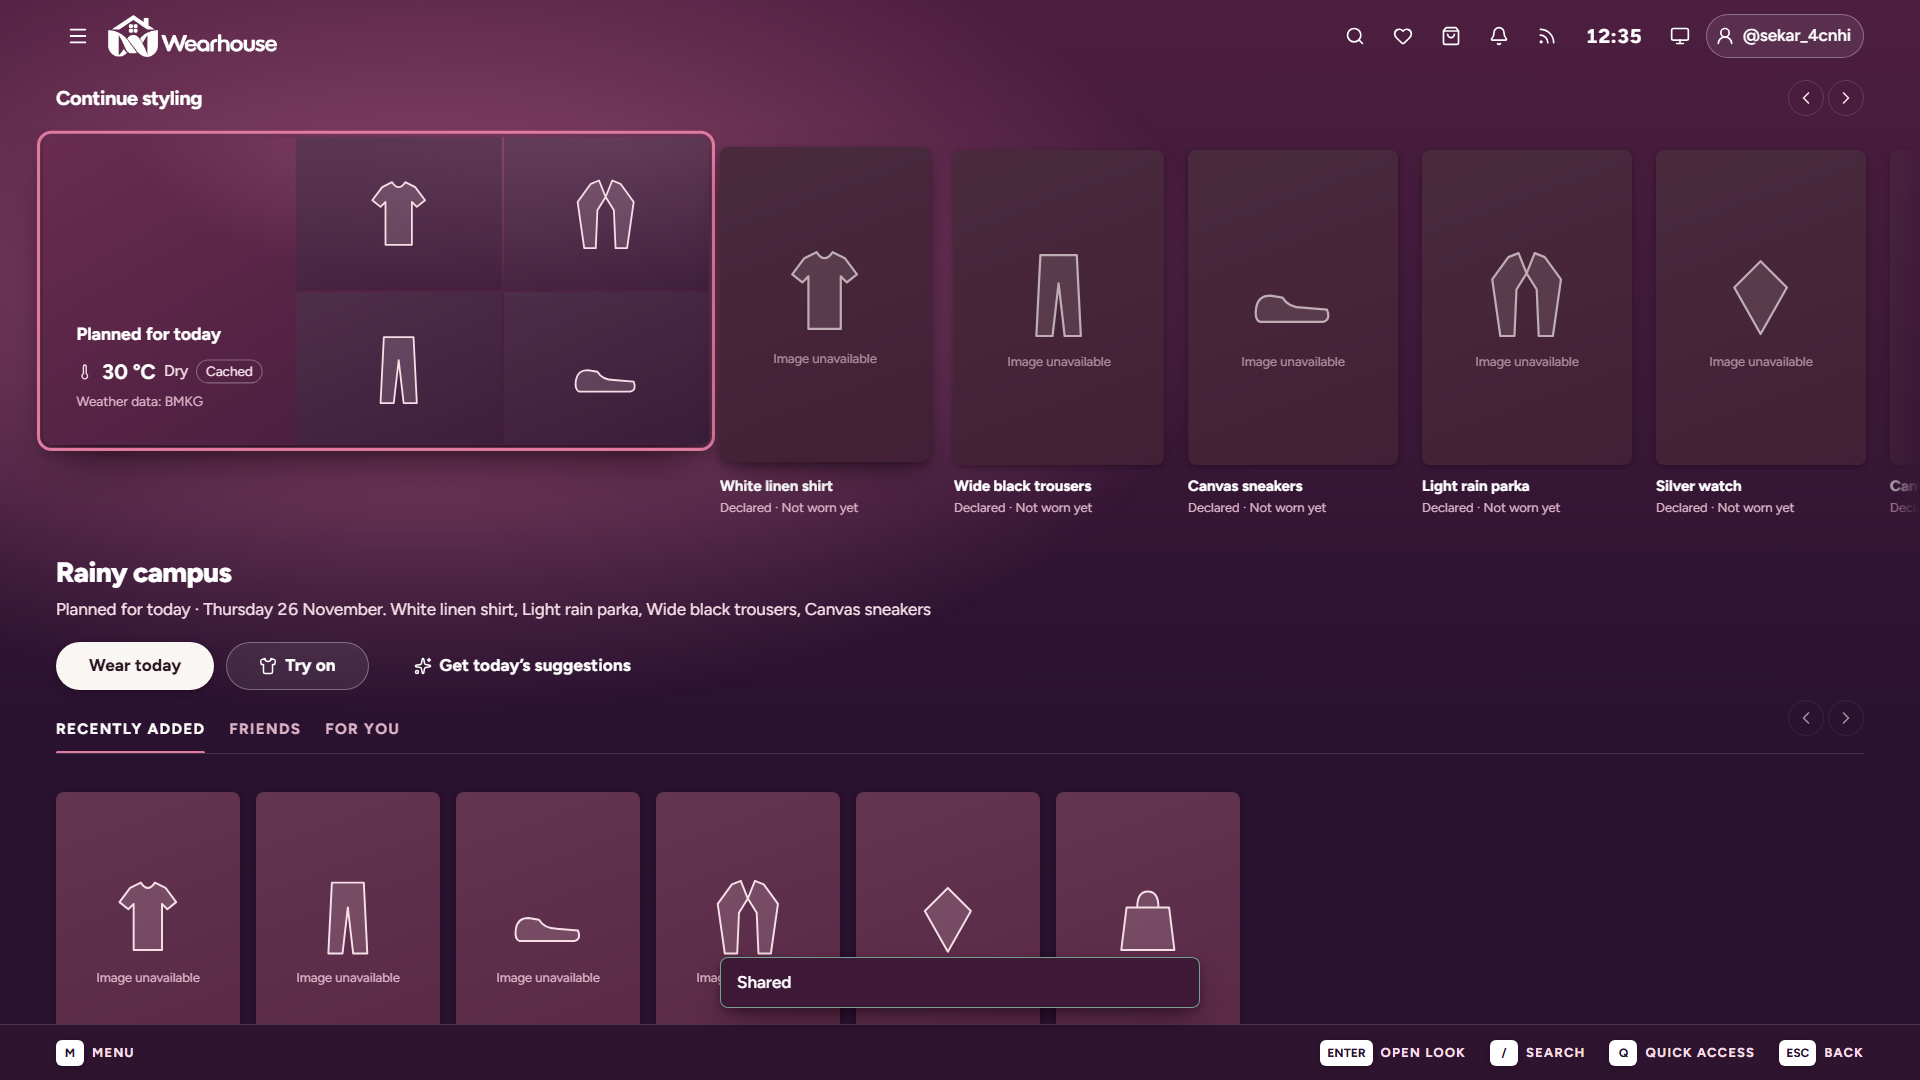 Wearhouse
12:35
@sekar_4cnhi
Continue styling
Planned for today
30 °C Dry Cached
Weather data: BMKG
Image unavailable
White linen shirt
Declared · Not worn yet
Image unavailable
Wide black trousers
Declared · Not worn yet
Image unavailable
Canvas sneakers
Declared · Not worn yet
Image unavailable
Light rain parka
Declared · Not worn yet
Image unavailable
Silver watch
Declared · Not worn yet
Rainy campus
Planned for today · Thursday 26 November. White linen shirt, Light rain parka, Wide black trousers, Canvas sneakers
Wear today
Try on
Get today’s suggestions
RECENTLY ADDED FRIENDS FOR YOU
Image unavailable
Image unavailable
Image unavailable
Shared
M MENU
ENTER OPEN LOOK / SEARCH Q QUICK ACCESS ESC BACK